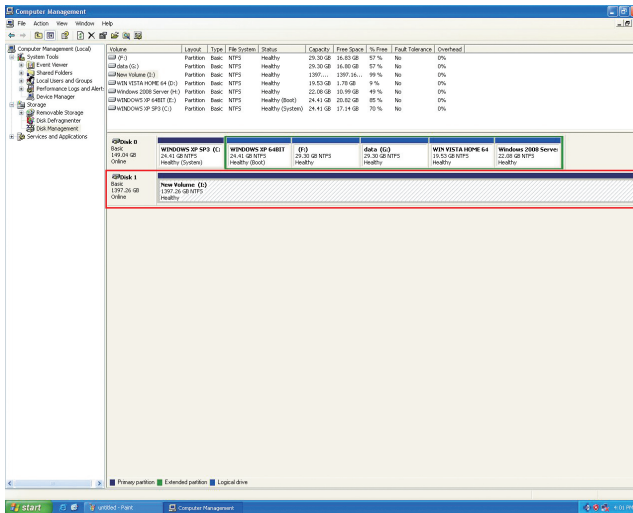 Computer Management
File Action View Window Help
Computer Management (Local)
System Tools
Event Viewer
Shared Folders
Local Users and Groups
Performance Logs and Alerts
Device Manager
Storage
Removable Storage
Disk Defragmenter
Disk Management
Services and Applications
Volume Layout Type File System Status Capacity Free Space % Free Fault Tolerance Overhead
(F:) Partition Basic NTFS Healthy 29.30 GB 16.83 GB 57 % No 0%
data (G:) Partition Basic NTFS Healthy 29.30 GB 16.80 GB 57 % No 0%
New Volume (I:) Partition Basic NTFS Healthy 1397.... 1397.16... 99 % No 0%
WIN VISTA HOME 64 (D:) Partition Basic NTFS Healthy 19.53 GB 1.78 GB 9 % No 0%
Windows 2008 Server (H:) Partition Basic NTFS Healthy 22.08 GB 10.99 GB 49 % No 0%
WINDOWS XP 64BIT (E:) Partition Basic NTFS Healthy (Boot) 24.41 GB 20.82 GB 85 % No 0%
WINDOWS XP SP3 (C:) Partition Basic NTFS Healthy (System) 24.41 GB 17.14 GB 70 % No 0%
Disk 0
Basic
149.04 GB
Online
WINDOWS XP SP3 (C:
24.41 GB NTFS
Healthy (System)
WINDOWS XP 64BIT
24.41 GB NTFS
Healthy (Boot)
(F:)
29.30 GB NTFS
Healthy
data (G:)
29.30 GB NTFS
Healthy
WIN VISTA HOME 64
19.53 GB NTFS
Healthy
Windows 2008 Server
22.08 GB NTFS
Healthy
Disk 1
Basic
1397.26 GB
Online
New Volume (I:)
1397.26 GB NTFS
Healthy
Primary partition Extended partition Logical drive
start
untitled - Paint
Computer Management
4:01 PM